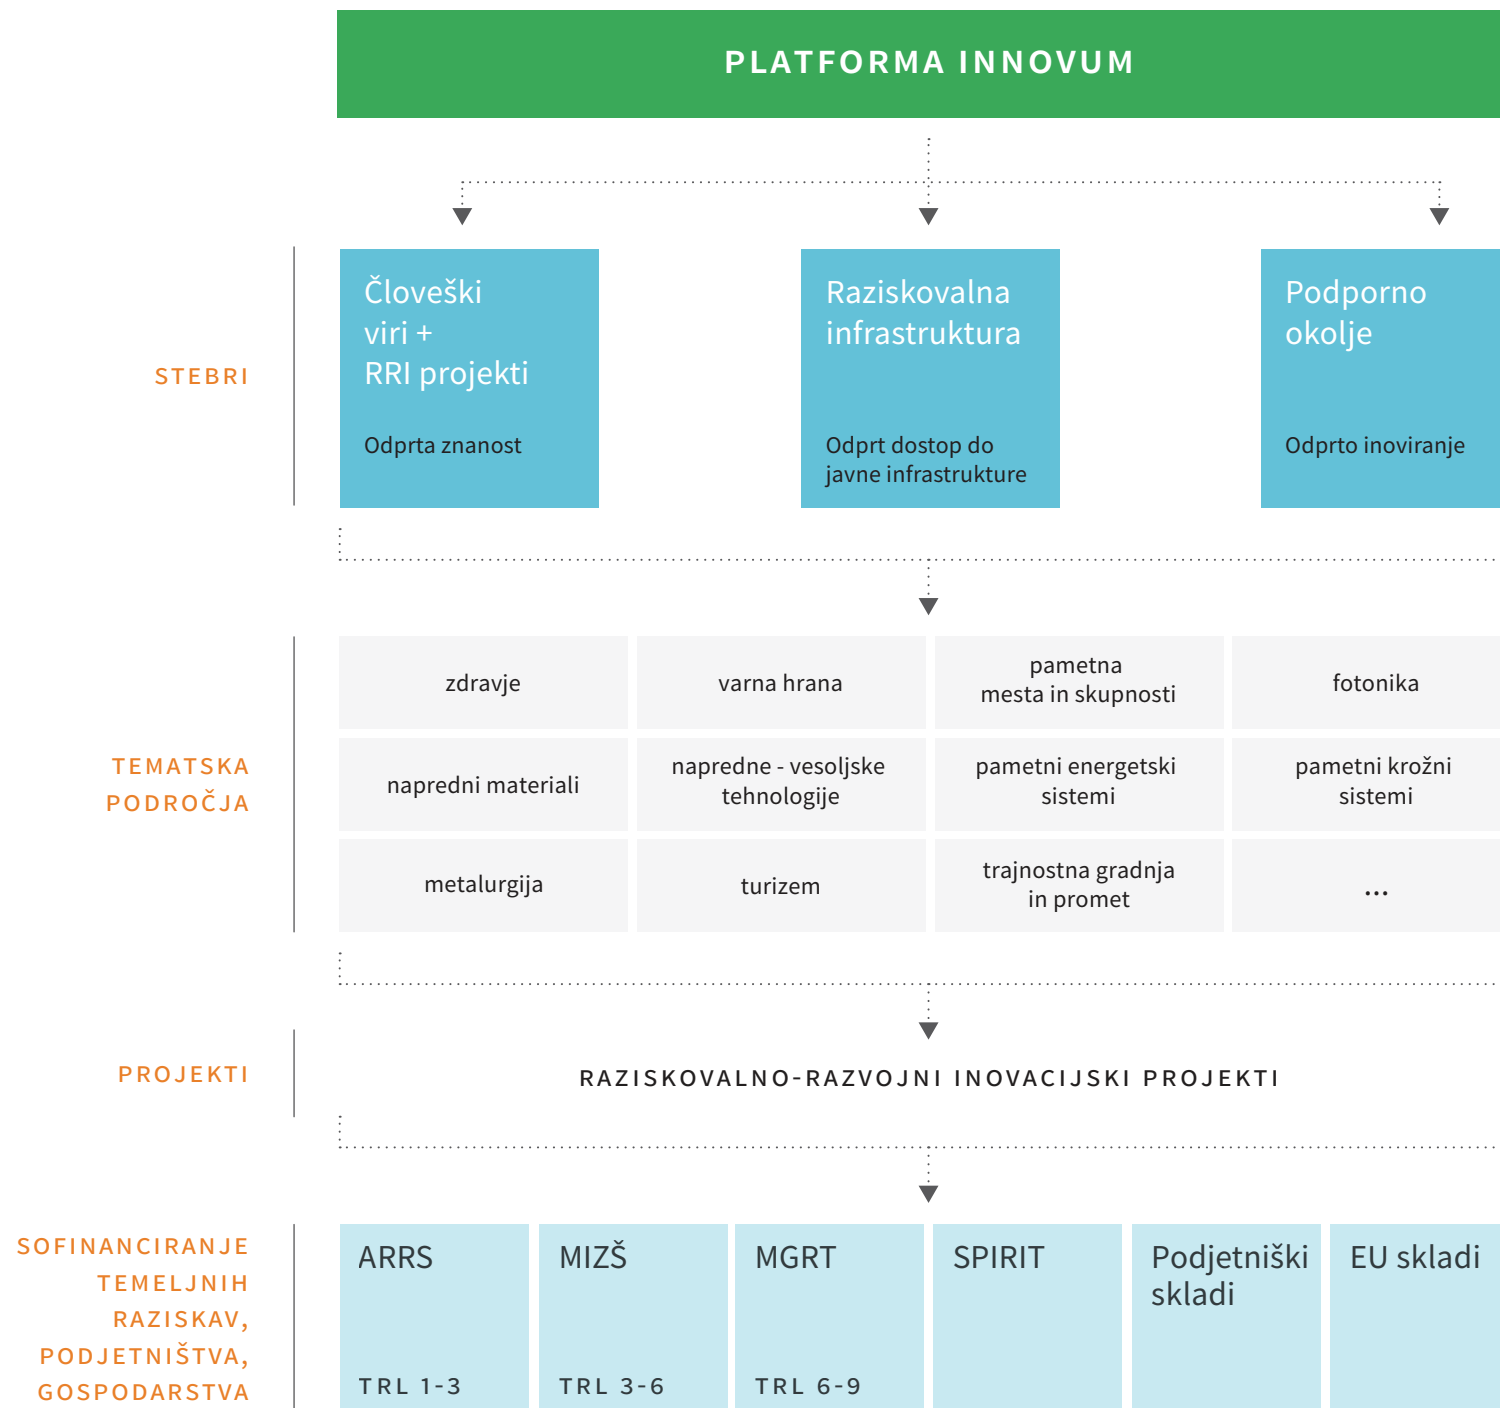 PLATFORMA INNOVUM
STEBRI
Človeški
viri +
RRI projekti
Odprta znanost
Raziskovalna
infrastruktura
Odprt dostop do
javne infrastrukture
Podporno
okolje
Odprto inoviranje
TEMATSKA
PODROČJA
zdravje
varna hrana
pametna
mesta in skupnosti
fotonika
napredni materiali
napredne - vesoljske
tehnologije
pametni energetski
sistemi
pametni krožni
sistemi
metalurgija
turizem
trajnostna gradnja
in promet
...
PROJEKTI
RAZISKOVALNO-RAZVOJNI INOVACIJSKI PROJEKTI
SOFINANCIRANJE
TEMELJNIH
RAZISKAV,
PODJETNIŠTVA,
GOSPODARSTVA
ARRS
TRL 1-3
MIZŠ
TRL 3-6
MGRT
TRL 6-9
SPIRIT
Podjetniški
skladi
EU skladi